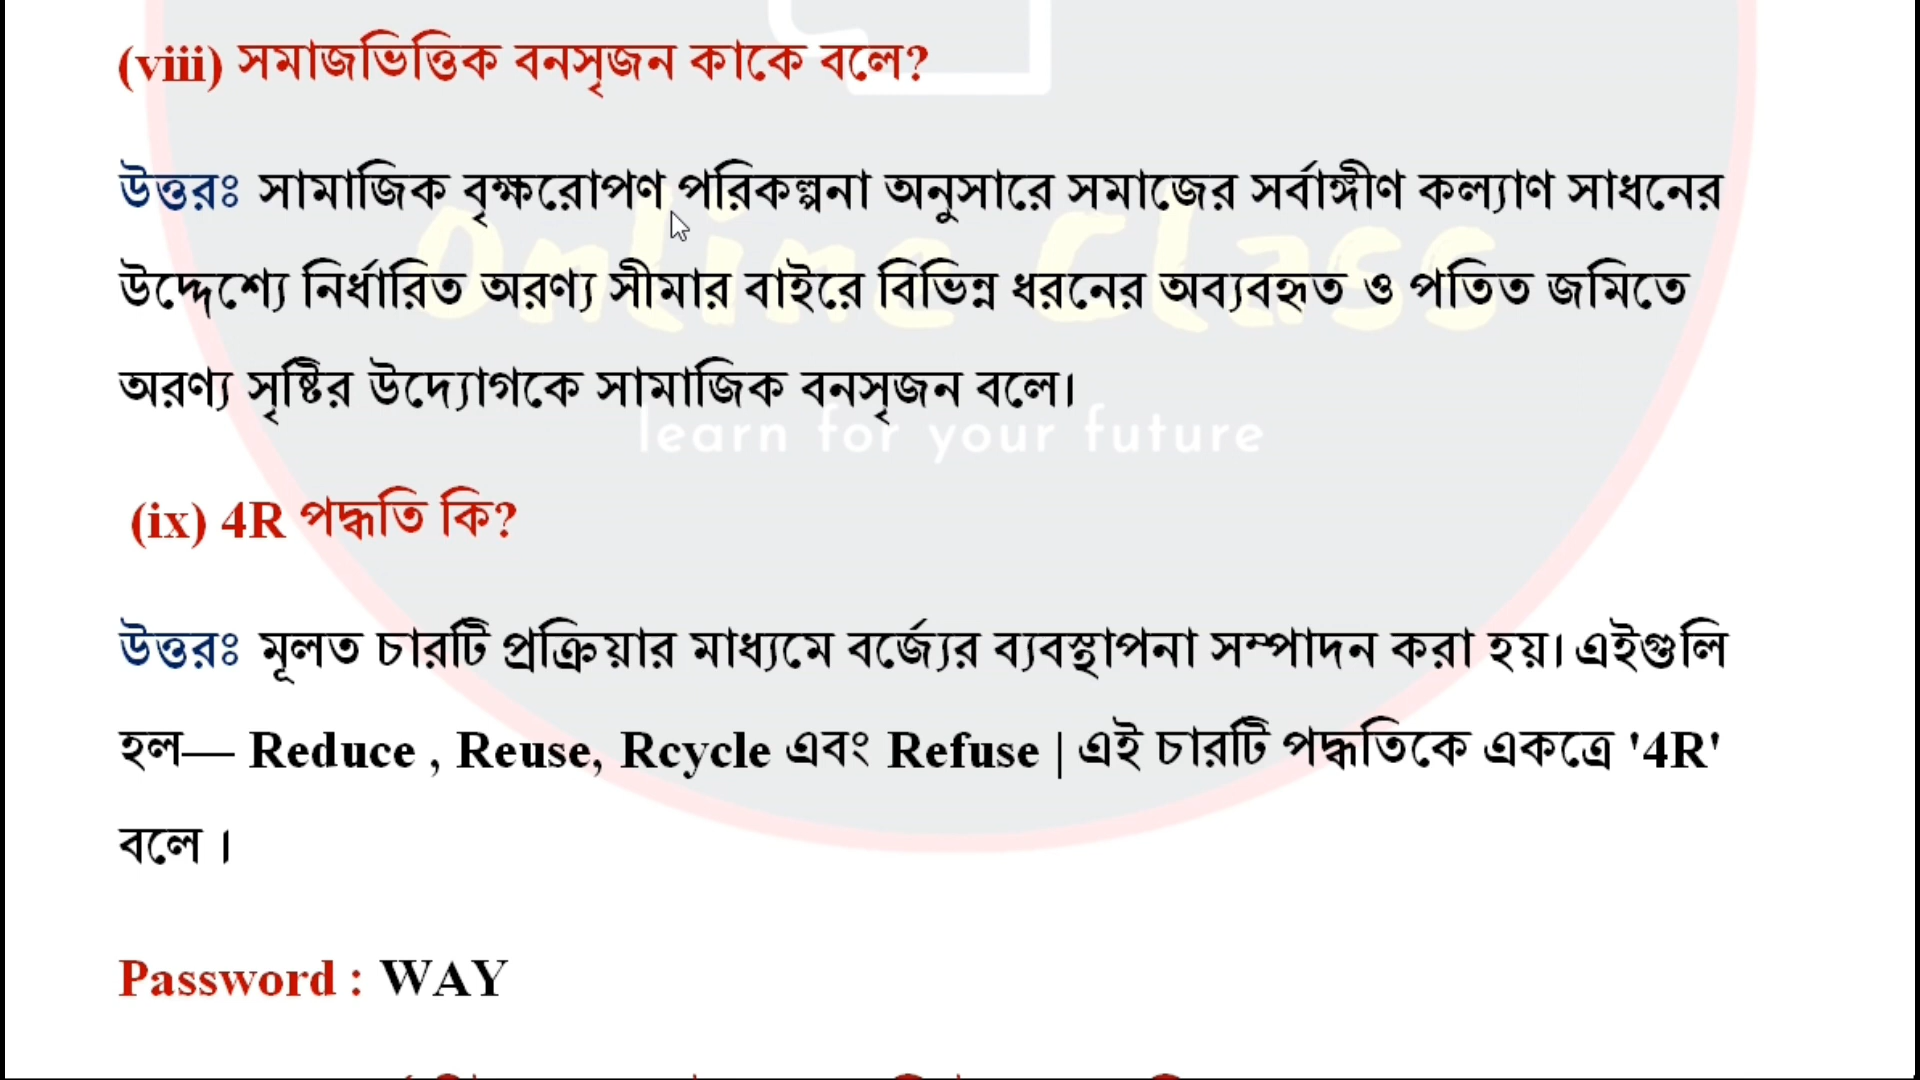 (viii) সমাজভিত্তিক বনসৃজন কাকে বলে?
উত্তরঃ সামাজিক বৃক্ষরোপণ পরিকল্পনা অনুসারে সমাজের সর্বাঙ্গীণ কল্যাণ সাধনের
উদ্দেশ্যে নির্ধারিত অরণ্য সীমার বাইরে বিভিন্ন ধরনের অব্যবহৃত ও পতিত জমিতে
Online Class
অরণ্য সৃষ্টির উদ্যোগকে সামাজিক বনসৃজন বলে।
learn for your future
(ix) 4R পদ্ধতি কি?
উত্তরঃ মূলত চারটি প্রক্রিয়ার মাধ্যমে বর্জ্যের ব্যবস্থাপনা সম্পাদন করা হয়। এইগুলি
হল— Reduce , Reuse, Rcycle এবং Refuse | এই চারটি পদ্ধতিকে একত্রে '4R'
বলে ।
Password : WAY